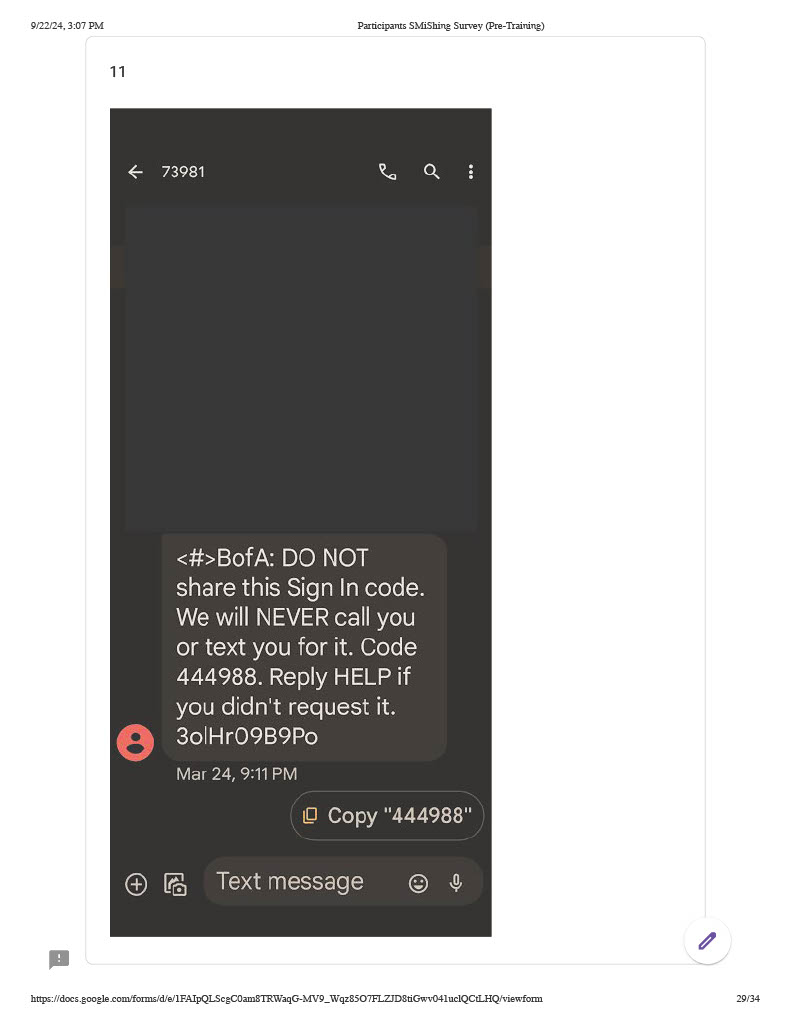 9/22/24, 3:07 PM
Participants SMiShing Survey (Pre-Training)
11
73981
<#>BofA: DO NOT
share this Sign In code.
We will NEVER call you
or text you for it. Code
444988. Reply HELP if
you didn't request it.
3olHr09B9Po
Mar 24, 9:11 PM
Copy "444988"
Text message
https://docs.google.com/forms/d/e/1FAIpQLScgC0am8TRWaqG-MV9_Wqz85O7FLZJD8tiGwv041uclQCtLHQ/viewform
29/34